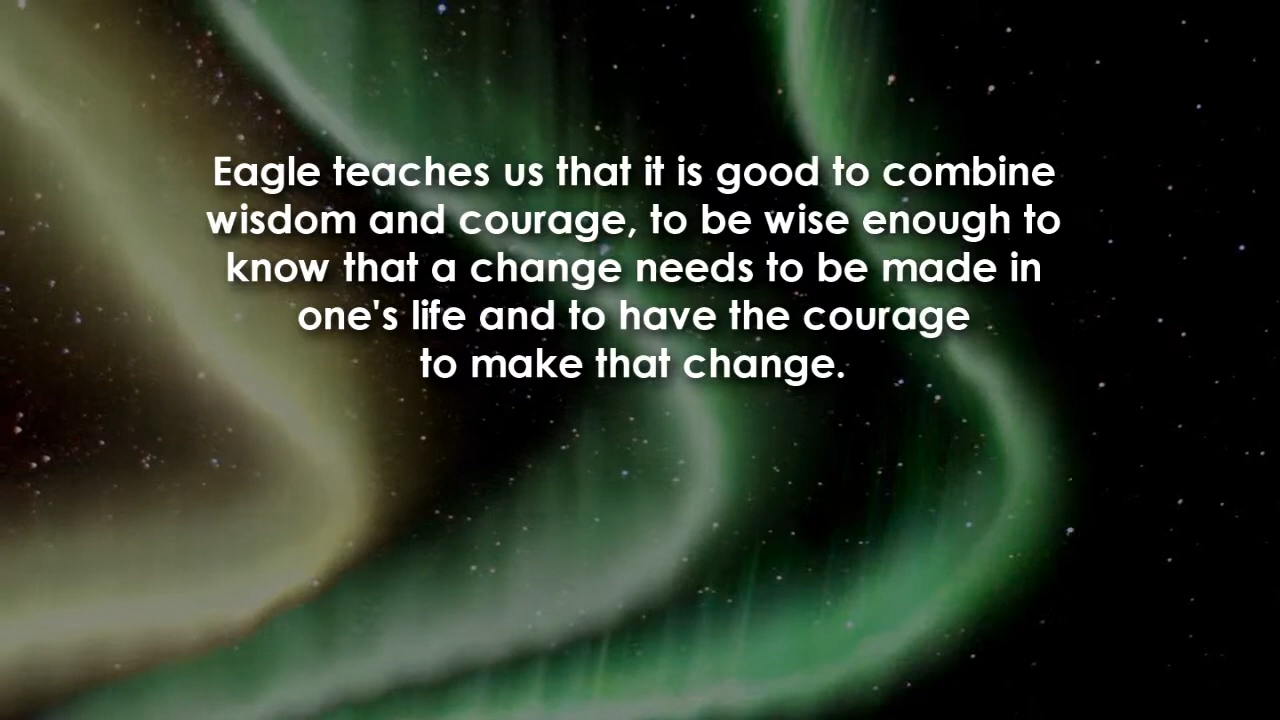 Eagle teaches us that it is good to combine
wisdom and courage, to be wise enough to
know that a change needs to be made in
one's life and to have the courage
to make that change.